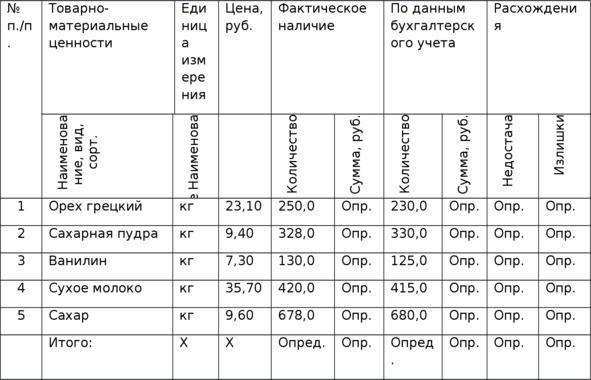 № п./п.
Товарно-материальные ценности
Единица измерения
Цена, руб.
Фактическое наличие
По данным бухгалтерского учета
Расхождения
Наименование, вид, сорт.
Наименова
е
Количество
Сумма, руб.
Количество
Сумма, руб.
Недостача
Излишки
1 Орех грецкий кг 23,10 250,0 Опр. 230,0 Опр. Опр. Опр.
2 Сахарная пудра кг 9,40 328,0 Опр. 330,0 Опр. Опр. Опр.
3 Ванилин кг 7,30 130,0 Опр. 125,0 Опр. Опр. Опр.
4 Сухое молоко кг 35,70 420,0 Опр. 415,0 Опр. Опр. Опр.
5 Сахар кг 9,60 678,0 Опр. 680,0 Опр. Опр. Опр.
Итого: Х Х Опред. Опр. Опред. Опр. Опр. Опр.